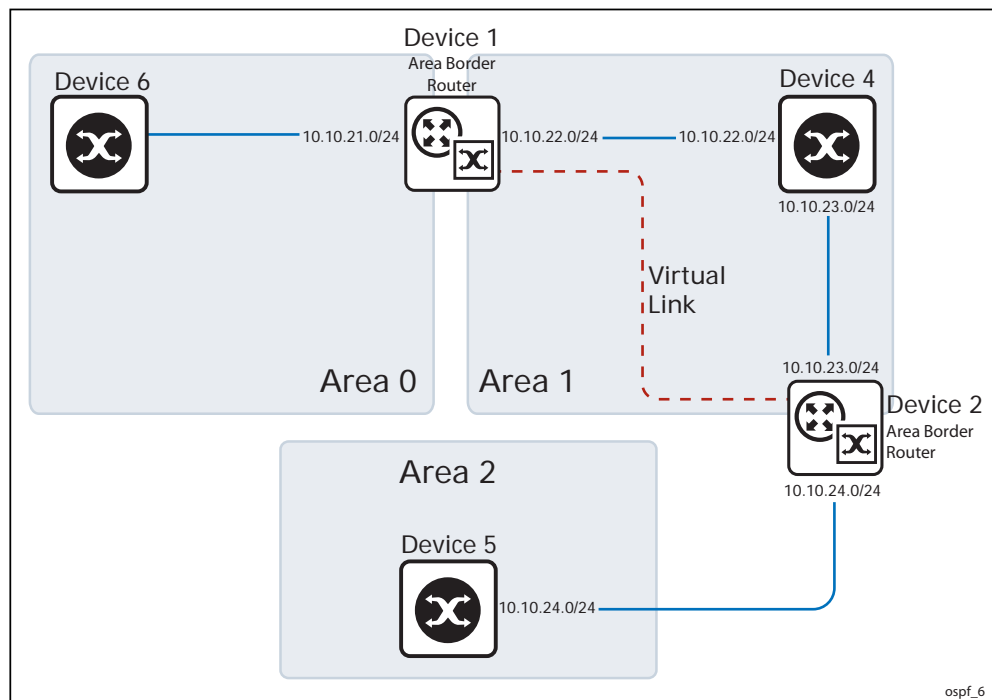 Device 1
Area Border
Router
Device 6
Device 4
10.10.21.0/24
10.10.22.0/24
10.10.22.0/24
10.10.23.0/24
Virtual
Link
10.10.23.0/24
Area 0
Area 1
Device 2
Area Border
Router
Area 2
10.10.24.0/24
Device 5
10.10.24.0/24
ospf_6